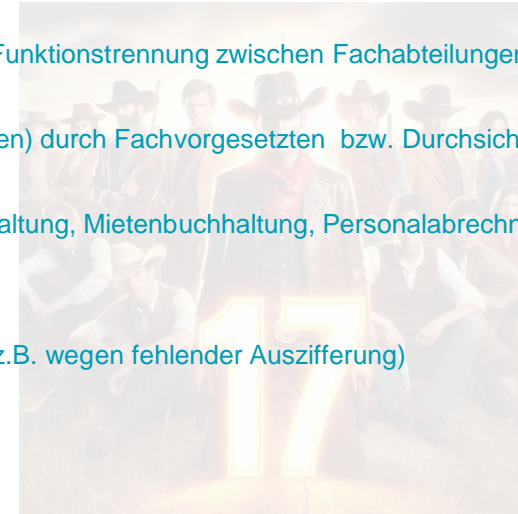 Funktionstrennung zwischen Fachabteilungen
en) durch Fachvorgesetzten bzw. Durchsich
altung, Mietenbuchhaltung, Personalabrechn
z.B. wegen fehlender Auszifferung)
17